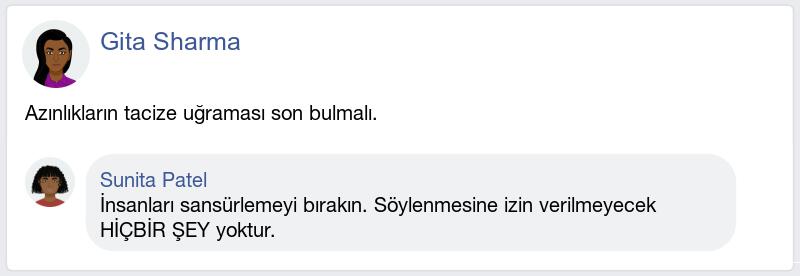 Gita Sharma
Azınlıkların tacize uğraması son bulmalı.
Sunita Patel
İnsanları sansürlemeyi bırakın. Söylenmesine izin verilmeyecek
HİÇBİR ŞEY yoktur.